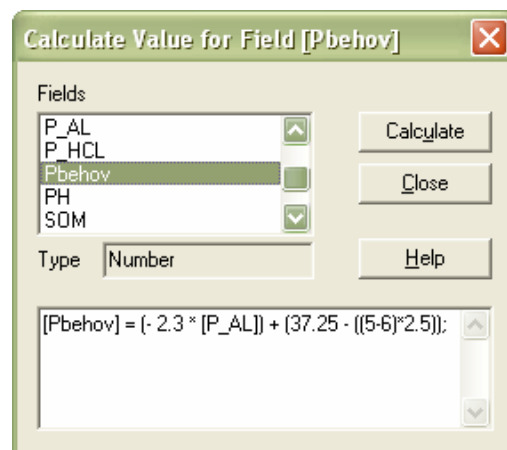 Calculate Value for Field [Pbehov]
Fields
P_AL
P_HCL
Pbehov
PH
SOM
Calculate
Close
Type Number
Help
[Pbehov] = (- 2.3 * [P_AL]) + (37.25 - ((5-6)*2.5));